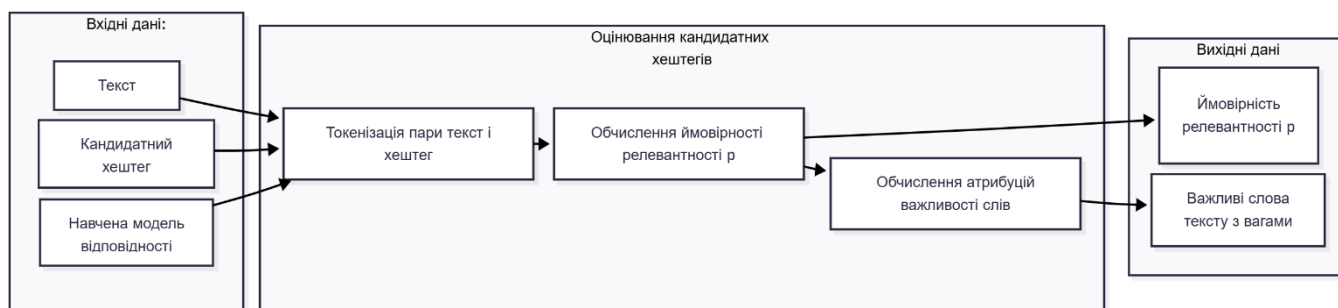 Вхідні дані:
Текст
Кандидатний
хештег
Навчена модель
відповідності
Оцінювання кандидатних
хештегів
Токенізація пари текст і
хештег
Обчислення ймовірності
релевантності p
Обчислення атрибуцій
важливості слів
Вихідні дані
Ймовірність
релевантності p
Важливі слова
тексту з вагами